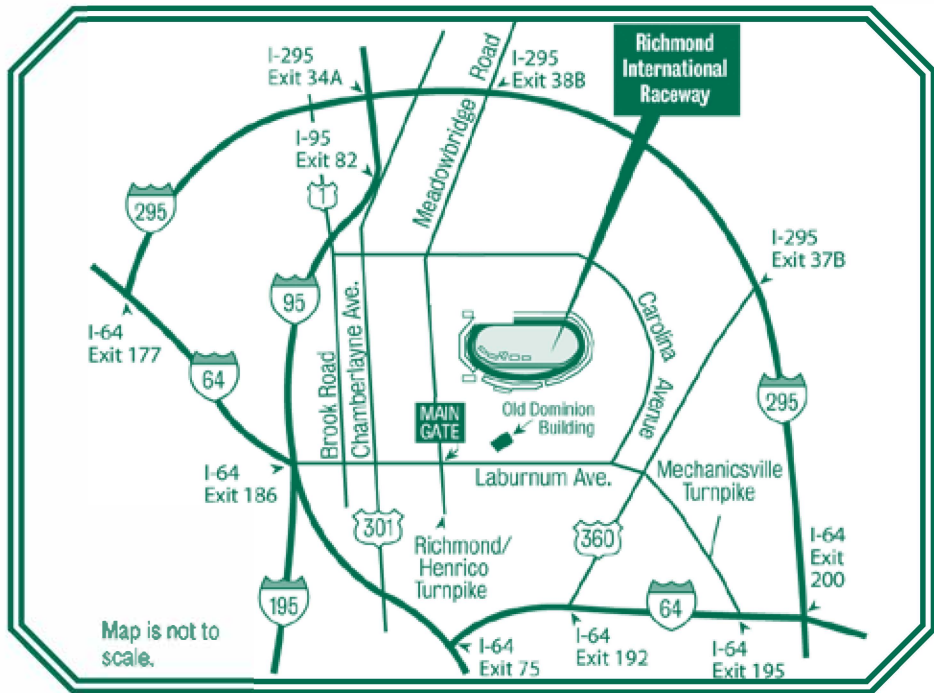 Richmond
International
Raceway
I-295
Exit 34A
I-295
Exit 38B
Meadowbridge Road
I-95
Exit 82
1
295
I-295
Exit 37B
95
I-64
Exit 177
64
Brook Road
Chamberlayne Ave.
Carolina
Avenue
295
MAIN
GATE
Old Dominion
Building
I-64
Exit 186
Laburnum Ave.
Mechanicsville
Turnpike
301
Richmond/
Henrico
Turnpike
360
I-64
Exit
200
195
64
Map is not to
scale.
I-64
Exit 75
I-64
Exit 192
I-64
Exit 195